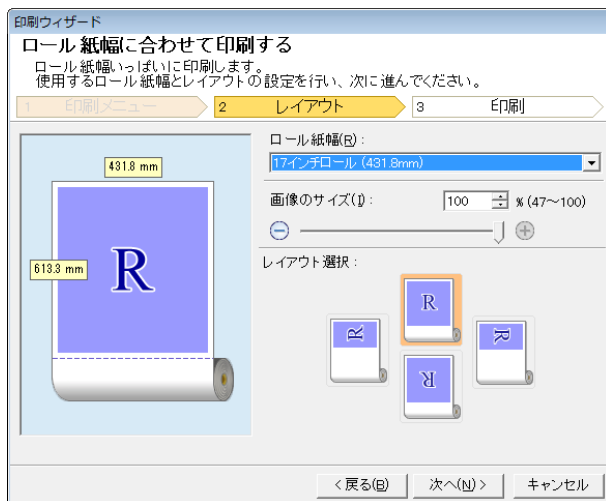 印刷ウィザード
ロール紙幅に合わせて印刷する
ロール紙幅いっぱいに印刷します。
使用するロール紙幅とレイアウトの設定を行い、次に進んでください。
1 印刷メニュー 2 レイアウト 3 印刷
ロール紙幅(R):
17インチロール (431.8mm)
画像のサイズ(I): 100 % (47～100)
レイアウト選択:
431.8 mm
613.3 mm
R
R
R
R
R
<戻る(B) 次へ(N)> キャンセル